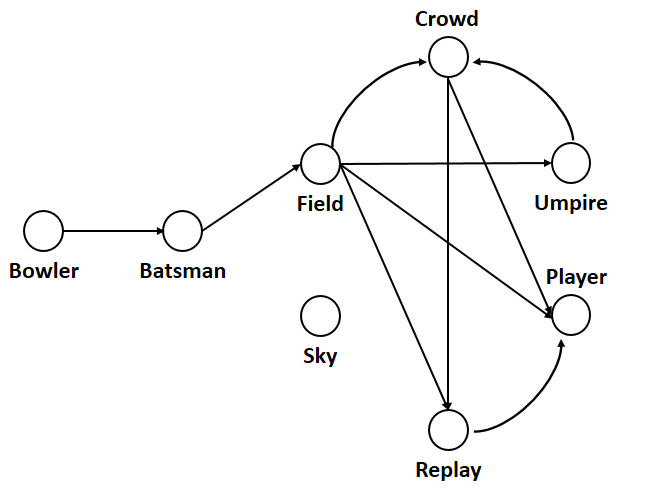 Crowd
Field
Umpire
Bowler
Batsman
Player
Sky
Replay